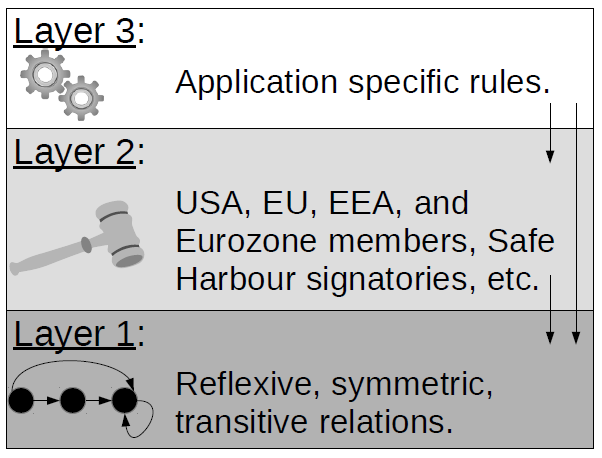 Layer 3:
Application specific rules.
Layer 2:
USA, EU, EEA, and
Eurozone members, Safe
Harbour signatories, etc.
Layer 1:
Reflexive, symmetric,
transitive relations.